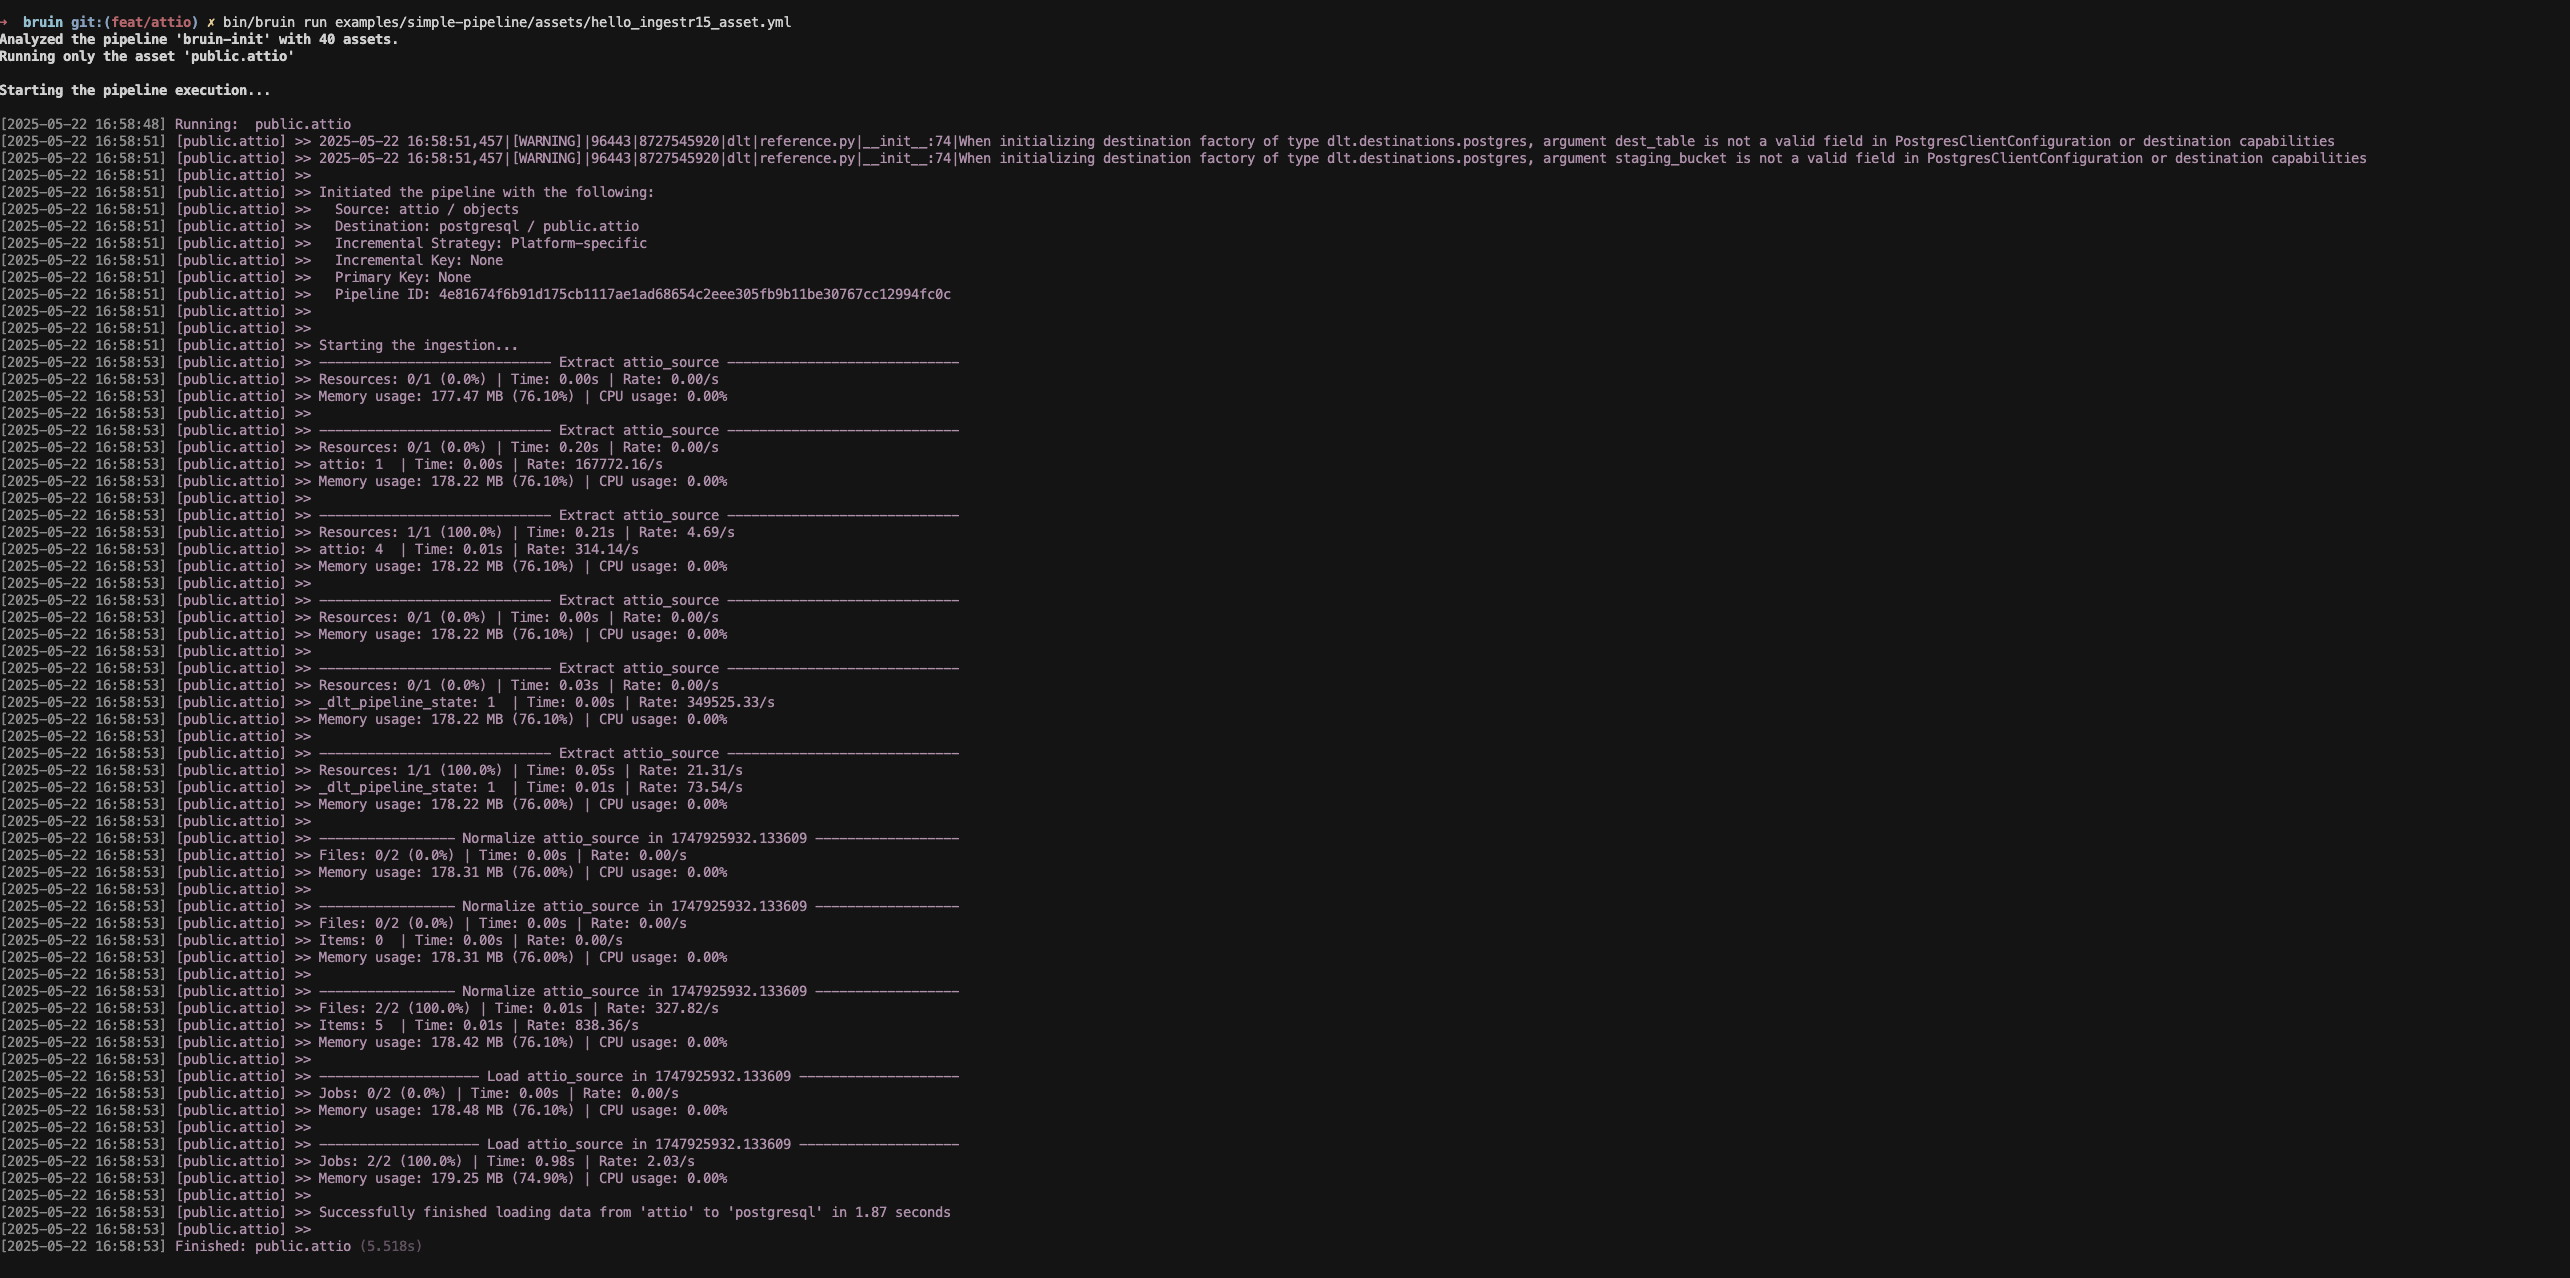 →  bruin git:(feat/attio) ✗ bin/bruin run examples/simple-pipeline/assets/hello_ingestr15_asset.yml
Analyzed the pipeline 'bruin-init' with 40 assets.
Running only the asset 'public.attio'
Starting the pipeline execution...
[2025-05-22 16:58:48] Running:  public.attio
[2025-05-22 16:58:51] [public.attio] >> 2025-05-22 16:58:51,457|[WARNING]|96443|8727545920|dlt|reference.py|__init__:74|When initializing destination factory of type dlt.destinations.postgres, argument dest_table is not a valid field in PostgresClientConfiguration or destination capabilities
[2025-05-22 16:58:51] [public.attio] >> 2025-05-22 16:58:51,457|[WARNING]|96443|8727545920|dlt|reference.py|__init__:74|When initializing destination factory of type dlt.destinations.postgres, argument staging_bucket is not a valid field in PostgresClientConfiguration or destination capabilities
[2025-05-22 16:58:51] [public.attio] >>
[2025-05-22 16:58:51] [public.attio] >> Initiated the pipeline with the following:
[2025-05-22 16:58:51] [public.attio] >>   Source: attio / objects
[2025-05-22 16:58:51] [public.attio] >>   Destination: postgresql / public.attio
[2025-05-22 16:58:51] [public.attio] >>   Incremental Strategy: Platform-specific
[2025-05-22 16:58:51] [public.attio] >>   Incremental Key: None
[2025-05-22 16:58:51] [public.attio] >>   Primary Key: None
[2025-05-22 16:58:51] [public.attio] >>   Pipeline ID: 4e81674f6b91d175cb1117ae1ad68654c2eee305fb9b11be30767cc12994fc0c
[2025-05-22 16:58:51] [public.attio] >>
[2025-05-22 16:58:51] [public.attio] >>
[2025-05-22 16:58:51] [public.attio] >> Starting the ingestion...
[2025-05-22 16:58:53] [public.attio] >> ----------------------------- Extract attio_source -----------------------------
[2025-05-22 16:58:53] [public.attio] >> Resources: 0/1 (0.0%) | Time: 0.00s | Rate: 0.00/s
[2025-05-22 16:58:53] [public.attio] >> Memory usage: 177.47 MB (76.10%) | CPU usage: 0.00%
[2025-05-22 16:58:53] [public.attio] >>
[2025-05-22 16:58:53] [public.attio] >> ----------------------------- Extract attio_source -----------------------------
[2025-05-22 16:58:53] [public.attio] >> Resources: 0/1 (0.0%) | Time: 0.20s | Rate: 0.00/s
[2025-05-22 16:58:53] [public.attio] >> attio: 1  | Time: 0.00s | Rate: 167772.16/s
[2025-05-22 16:58:53] [public.attio] >> Memory usage: 178.22 MB (76.10%) | CPU usage: 0.00%
[2025-05-22 16:58:53] [public.attio] >>
[2025-05-22 16:58:53] [public.attio] >> ----------------------------- Extract attio_source -----------------------------
[2025-05-22 16:58:53] [public.attio] >> Resources: 1/1 (100.0%) | Time: 0.21s | Rate: 4.69/s
[2025-05-22 16:58:53] [public.attio] >> attio: 4  | Time: 0.01s | Rate: 314.14/s
[2025-05-22 16:58:53] [public.attio] >> Memory usage: 178.22 MB (76.10%) | CPU usage: 0.00%
[2025-05-22 16:58:53] [public.attio] >>
[2025-05-22 16:58:53] [public.attio] >> ----------------------------- Extract attio_source -----------------------------
[2025-05-22 16:58:53] [public.attio] >> Resources: 0/1 (0.0%) | Time: 0.00s | Rate: 0.00/s
[2025-05-22 16:58:53] [public.attio] >> Memory usage: 178.22 MB (76.10%) | CPU usage: 0.00%
[2025-05-22 16:58:53] [public.attio] >>
[2025-05-22 16:58:53] [public.attio] >> ----------------------------- Extract attio_source -----------------------------
[2025-05-22 16:58:53] [public.attio] >> Resources: 0/1 (0.0%) | Time: 0.03s | Rate: 0.00/s
[2025-05-22 16:58:53] [public.attio] >> _dlt_pipeline_state: 1  | Time: 0.00s | Rate: 349525.33/s
[2025-05-22 16:58:53] [public.attio] >> Memory usage: 178.22 MB (76.10%) | CPU usage: 0.00%
[2025-05-22 16:58:53] [public.attio] >>
[2025-05-22 16:58:53] [public.attio] >> ----------------------------- Extract attio_source -----------------------------
[2025-05-22 16:58:53] [public.attio] >> Resources: 1/1 (100.0%) | Time: 0.05s | Rate: 21.31/s
[2025-05-22 16:58:53] [public.attio] >> _dlt_pipeline_state: 1  | Time: 0.01s | Rate: 73.54/s
[2025-05-22 16:58:53] [public.attio] >> Memory usage: 178.22 MB (76.00%) | CPU usage: 0.00%
[2025-05-22 16:58:53] [public.attio] >>
[2025-05-22 16:58:53] [public.attio] >> ----------------- Normalize attio_source in 1747925932.133609 ------------------
[2025-05-22 16:58:53] [public.attio] >> Files: 0/2 (0.0%) | Time: 0.00s | Rate: 0.00/s
[2025-05-22 16:58:53] [public.attio] >> Memory usage: 178.31 MB (76.00%) | CPU usage: 0.00%
[2025-05-22 16:58:53] [public.attio] >>
[2025-05-22 16:58:53] [public.attio] >> ----------------- Normalize attio_source in 1747925932.133609 ------------------
[2025-05-22 16:58:53] [public.attio] >> Files: 0/2 (0.0%) | Time: 0.00s | Rate: 0.00/s
[2025-05-22 16:58:53] [public.attio] >> Items: 0  | Time: 0.00s | Rate: 0.00/s
[2025-05-22 16:58:53] [public.attio] >> Memory usage: 178.31 MB (76.00%) | CPU usage: 0.00%
[2025-05-22 16:58:53] [public.attio] >>
[2025-05-22 16:58:53] [public.attio] >> ----------------- Normalize attio_source in 1747925932.133609 ------------------
[2025-05-22 16:58:53] [public.attio] >> Files: 2/2 (100.0%) | Time: 0.01s | Rate: 327.82/s
[2025-05-22 16:58:53] [public.attio] >> Items: 5  | Time: 0.01s | Rate: 838.36/s
[2025-05-22 16:58:53] [public.attio] >> Memory usage: 178.42 MB (76.10%) | CPU usage: 0.00%
[2025-05-22 16:58:53] [public.attio] >>
[2025-05-22 16:58:53] [public.attio] >> -------------------- Load attio_source in 1747925932.133609 --------------------
[2025-05-22 16:58:53] [public.attio] >> Jobs: 0/2 (0.0%) | Time: 0.00s | Rate: 0.00/s
[2025-05-22 16:58:53] [public.attio] >> Memory usage: 178.48 MB (76.10%) | CPU usage: 0.00%
[2025-05-22 16:58:53] [public.attio] >>
[2025-05-22 16:58:53] [public.attio] >> -------------------- Load attio_source in 1747925932.133609 --------------------
[2025-05-22 16:58:53] [public.attio] >> Jobs: 2/2 (100.0%) | Time: 0.98s | Rate: 2.03/s
[2025-05-22 16:58:53] [public.attio] >> Memory usage: 179.25 MB (74.90%) | CPU usage: 0.00%
[2025-05-22 16:58:53] [public.attio] >>
[2025-05-22 16:58:53] [public.attio] >> Successfully finished loading data from 'attio' to 'postgresql' in 1.87 seconds
[2025-05-22 16:58:53] [public.attio] >>
[2025-05-22 16:58:53] Finished: public.attio (5.518s)